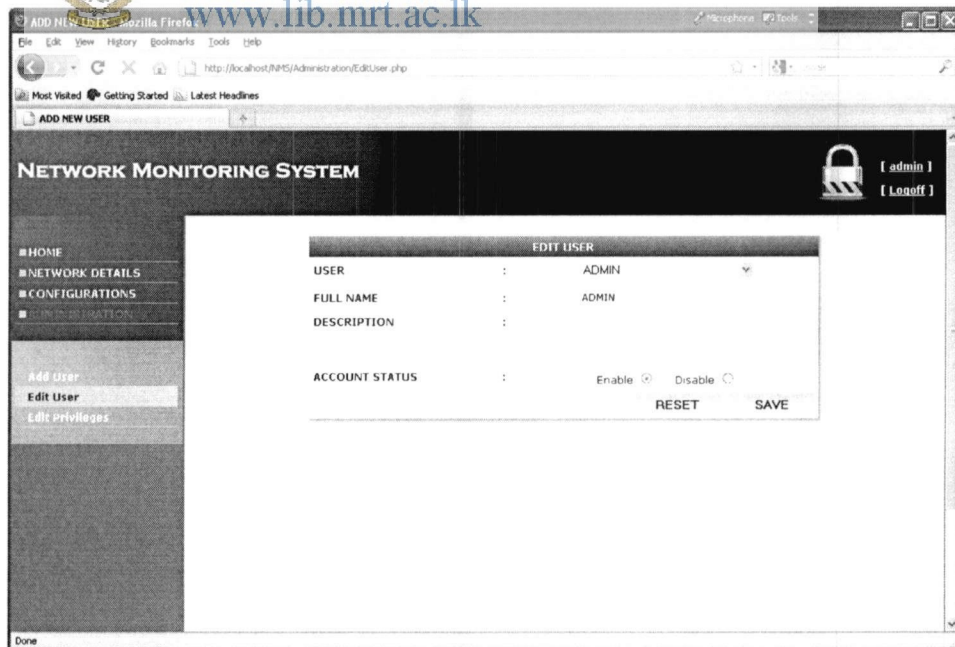 www.lib.mrt.ac.lk
ADD NEW USER - Mozilla Firefox
Microphone Tools
File Edit View History Bookmarks Tools Help
http://localhost/NMS/Administration/EditUser.php
Most Visited Getting Started Latest Headlines
ADD NEW USER
NETWORK MONITORING SYSTEM
[ admin ]
[ Logoff ]
HOME
NETWORK DETAILS
CONFIGURATIONS
ADMINISTRATION
Add User
Edit User
Edit Privileges
EDIT USER
USER : ADMIN
FULL NAME : ADMIN
DESCRIPTION :
ACCOUNT STATUS : Enable Disable
RESET SAVE
Done